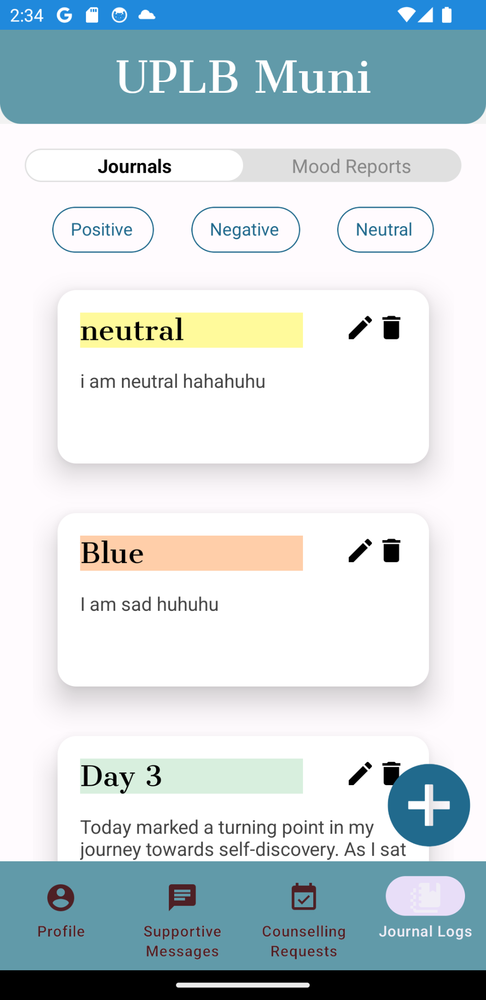 2:34
UPLB Muni
Journals
Mood Reports
Positive
Negative
Neutral
neutral
i am neutral hahahuhu
Blue
I am sad huhuhu
Day 3
Today marked a turning point in my
journey towards self-discovery. As I sat
Profile
Supportive
Messages
Counselling
Requests
Journal Logs